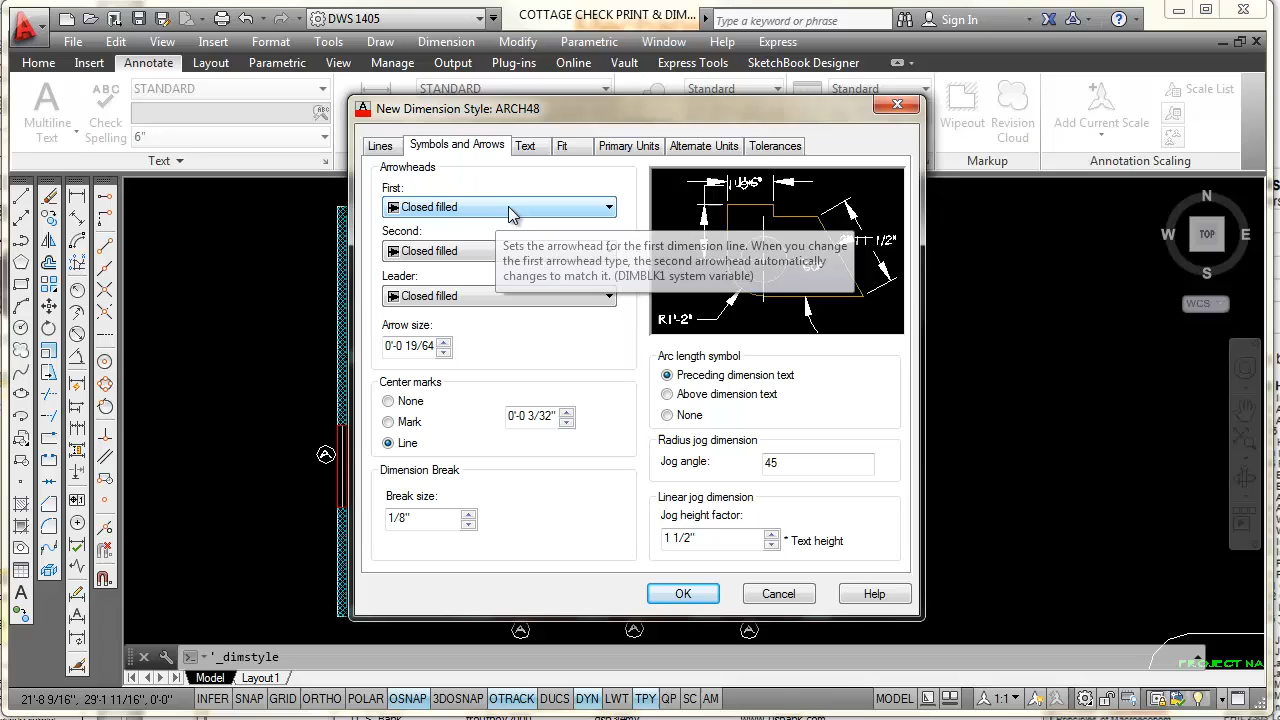 DWS 1405
COTTAGE CHECK PRINT & DIM...
Type a keyword or phrase
Sign In
File Edit View Insert Format Tools Draw Dimension Modify Parametric Window Help Express
Home Insert Annotate Layout Parametric View Manage Output Plug-ins Online Vault Express Tools SketchBook Designer
STANDARD
STANDARD
Standard
Standard
Scale List
Multiline Text
Check Spelling
6"
Wipeout
Revision Cloud
Add Current Scale
Text
Markup
Annotation Scaling
New Dimension Style: ARCH48
Lines Symbols and Arrows Text Fit Primary Units Alternate Units Tolerances
Arrowheads
First:
Closed filled
Second:
Closed filled
Leader:
Closed filled
Sets the arrowhead for the first dimension line. When you change
the first arrowhead type, the second arrowhead automatically
changes to match it. (DIMBLK1 system variable)
Arrow size:
0'-0 19/64
Center marks
None
Mark
Line
0'-0 3/32"
Dimension Break
Break size:
1/8"
R1'-2"
Arc length symbol
Preceding dimension text
Above dimension text
None
Radius jog dimension
Jog angle:
45
Linear jog dimension
Jog height factor:
1 1/2"
* Text height
OK
Cancel
Help
N
W
TOP
E
S
WCS
A
A
A
A
'_dimstyle
PROJECT NA
Model Layout1
21'-8 9/16", 29'-1 11/16", 0'-0"
INFER SNAP GRID ORTHO POLAR OSNAP 3DOSNAP OTRACK DUCS DYN LWT TPY QP SC AM
MODEL
1:1